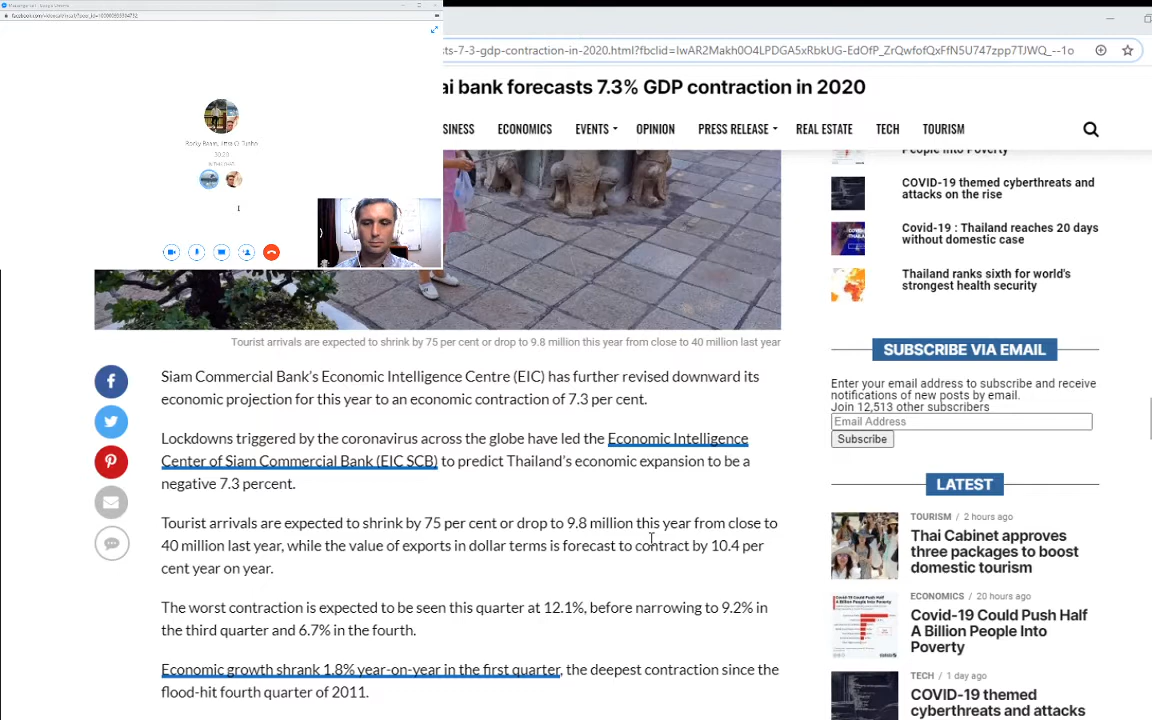 ts-7-3-gdp-contraction-in-2020.html?fbclid=IwAR2Makh0O4LPDGA5xRbkUG-EdOfP_ZrQwfofQxFfN5U747zpp7TJWQ_--1o
ai bank forecasts 7.3% GDP contraction in 2020
SINESS ECONOMICS EVENTS OPINION PRESS RELEASE REAL ESTATE TECH TOURISM
People Into Poverty
COVID-19 themed cyberthreats and
attacks on the rise
Covid-19 : Thailand reaches 20 days
without domestic case
Thailand ranks sixth for world's
strongest health security
Tourist arrivals are expected to shrink by 75 per cent or drop to 9.8 million this year from close to 40 million last year
Siam Commercial Bank's Economic Intelligence Centre (EIC) has further revised downward its
economic projection for this year to an economic contraction of 7.3 per cent.
Lockdowns triggered by the coronavirus across the globe have led the Economic Intelligence
Center of Siam Commercial Bank (EIC SCB) to predict Thailand's economic expansion to be a
negative 7.3 percent.
Tourist arrivals are expected to shrink by 75 per cent or drop to 9.8 million this year from close to
40 million last year, while the value of exports in dollar terms is forecast to contract by 10.4 per
cent year on year.
The worst contraction is expected to be seen this quarter at 12.1%, before narrowing to 9.2% in
the third quarter and 6.7% in the fourth.
Economic growth shrank 1.8% year-on-year in the first quarter, the deepest contraction since the
flood-hit fourth quarter of 2011.
SUBSCRIBE VIA EMAIL
Enter your email address to subscribe and receive
notifications of new posts by email.
Join 12,513 other subscribers
Email Address
Subscribe
LATEST
TOURISM / 2 hours ago
Thai Cabinet approves
three packages to boost
domestic tourism
ECONOMICS / 20 hours ago
Covid-19 Could Push Half
A Billion People Into
Poverty
TECH / 1 day ago
COVID-19 themed
cyberthreats and attacks